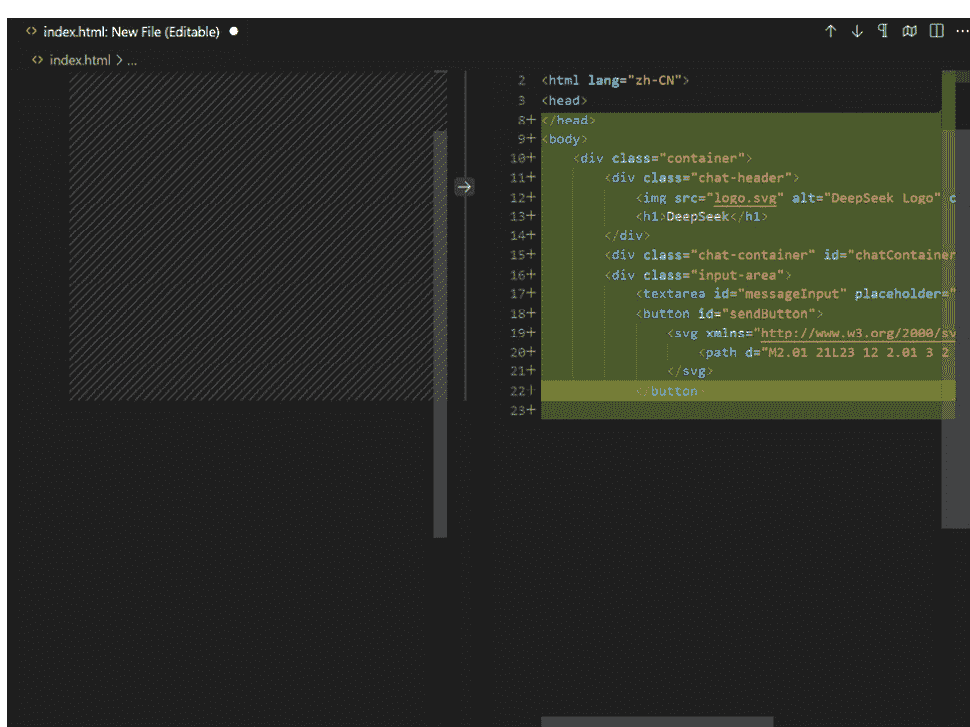 index.html: New File (Editable)
index.html > ...
2 <html lang="zh-CN">
3 <head>
8+ </head>
9+ <body>
10+ <div class="container">
11+ <div class="chat-header">
12+ <img src="logo.svg" alt="DeepSeek Logo" c
13+ <h1>DeepSeek</h1>
14+ </div>
15+ <div class="chat-container" id="chatContainer
16+ <div class="input-area">
17+ <textarea id="messageInput" placeholder="
18+ <button id="sendButton">
19+ <svg xmlns="http://www.w3.org/2000/sv
20+ <path d="M2.01 21L23 12 2.01 3 2
21+ </svg>
22+ </button>
23+